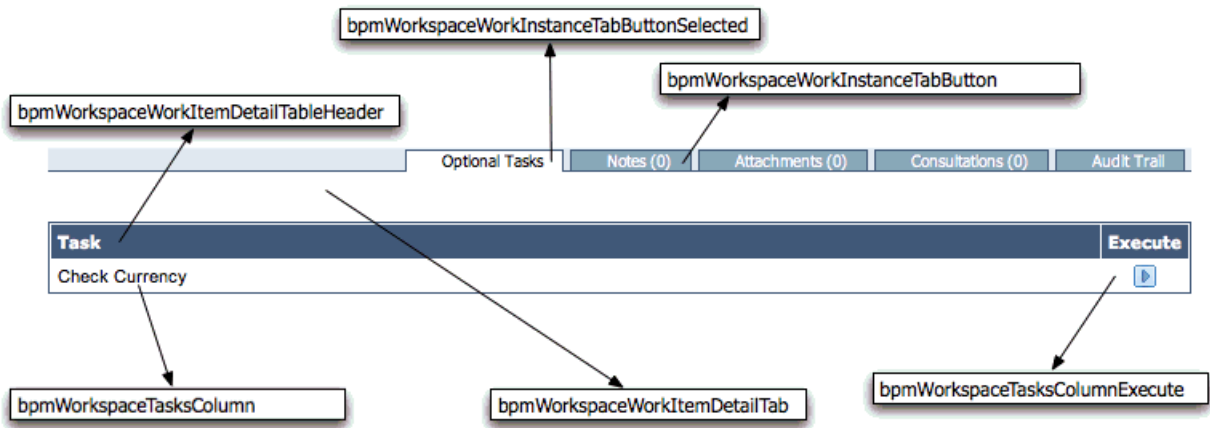 bpmWorkspaceWorkInstanceTabButtonSelected
bpmWorkspaceWorkInstanceTabButton
bpmWorkspaceWorkItemDetailTableHeader
Optional Tasks Notes (0) Attachments (0) Consultations (0) Audit Trail
Task Execute
Check Currency
bpmWorkspaceTasksColumn bpmWorkspaceWorkItemDetailTab bpmWorkspaceTasksColumnExecute